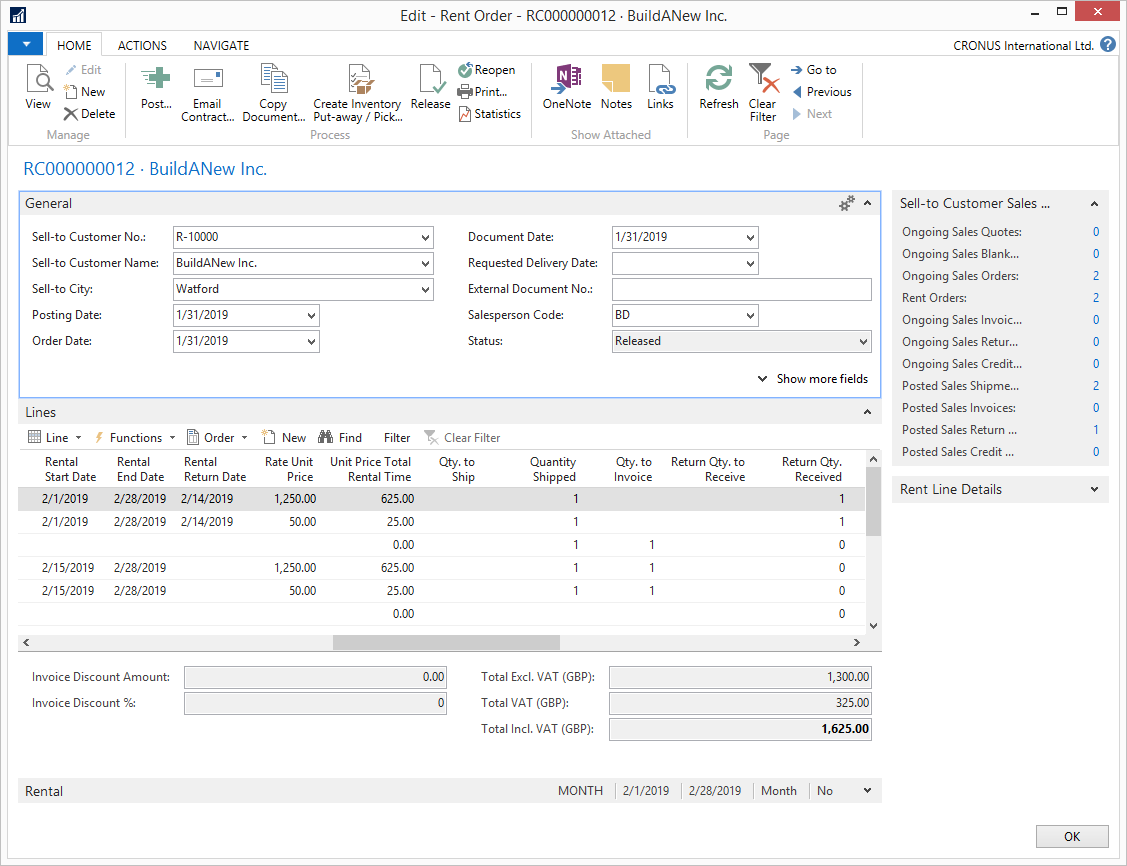 Edit - Rent Order - RC000000012 · BuildANew Inc.
HOME ACTIONS NAVIGATE CRONUS International Ltd. ?
View
Edit
New
Delete
Manage
Post...
Email Contract...
Copy Document...
Create Inventory Put-away / Pick...
Release
Reopen
Print...
Statistics
Process
OneNote
Notes
Links
Show Attached
Refresh
Clear Filter
Go to
Previous
Next
Page
RC000000012 · BuildANew Inc.
General
Sell-to Customer No.: R-10000
Sell-to Customer Name: BuildANew Inc.
Sell-to City: Watford
Posting Date: 1/31/2019
Order Date: 1/31/2019
Document Date: 1/31/2019
Requested Delivery Date:
External Document No.:
Salesperson Code: BD
Status: Released
Show more fields
Lines
Line Functions Order New Find Filter Clear Filter
Rental Start Date Rental End Date Rental Return Date Rate Unit Price Unit Price Total Rental Time Qty. to Ship Quantity Shipped Qty. to Invoice Return Qty. to Receive Return Qty. Received
2/1/2019 2/28/2019 2/14/2019 1,250.00 625.00 1 1
2/1/2019 2/28/2019 2/14/2019 50.00 25.00 1 1
0.00 1 1 0
2/15/2019 2/28/2019 1,250.00 625.00 1 1 0
2/15/2019 2/28/2019 50.00 25.00 1 1 0
0.00 0
Invoice Discount Amount: 0.00
Invoice Discount %: 0
Total Excl. VAT (GBP): 1,300.00
Total VAT (GBP): 325.00
Total Incl. VAT (GBP): 1,625.00
Rental MONTH 2/1/2019 2/28/2019 Month No
Sell-to Customer Sales ...
Ongoing Sales Quotes: 0
Ongoing Sales Blank... 0
Ongoing Sales Orders: 2
Rent Orders: 2
Ongoing Sales Invoic... 0
Ongoing Sales Retur... 0
Ongoing Sales Credit... 0
Posted Sales Shipme... 2
Posted Sales Invoices: 0
Posted Sales Return ... 1
Posted Sales Credit ... 0
Rent Line Details
OK